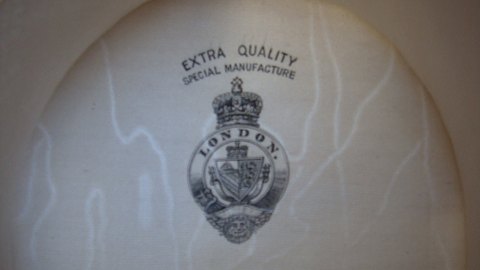 EXTRA QUALITY
SPECIAL MANUFACTURE
LONDON.